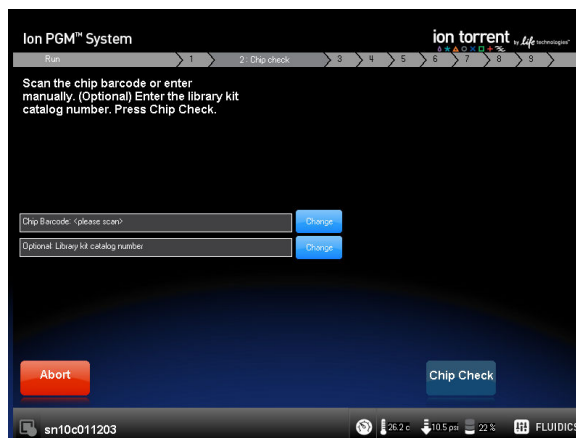 Ion PGM™ System
ion torrent by life technologies™
Run 1 2: Chip check 3 4 5 6 7 8 9
Scan the chip barcode or enter
manually. (Optional) Enter the library kit
catalog number. Press Chip Check.
Chip Barcode: <please scan> Change
Optional: Library kit catalog number Change
Abort Chip Check
sn10c011203 26.2 c 10.5 psi 22 % FLUIDICS